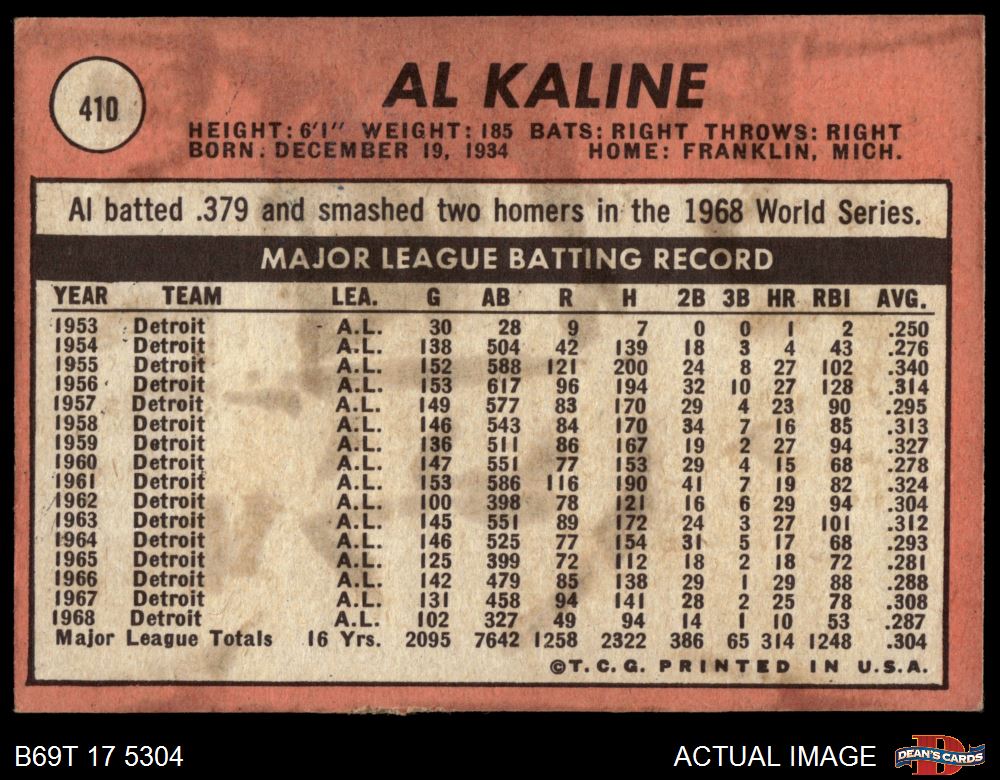 410
AL KALINE
HEIGHT: 6'1" WEIGHT: 185 BATS: RIGHT THROWS: RIGHT
BORN: DECEMBER 19, 1934 HOME: FRANKLIN, MICH.
Al batted .379 and smashed two homers in the 1968 World Series.
MAJOR LEAGUE BATTING RECORD
YEAR TEAM LEA. G AB R H 2B 3B HR RBI AVG.
1953 Detroit A.L. 30 28 9 7 0 0 1 2 .250
1954 Detroit A.L. 138 504 42 139 18 3 4 43 .276
1955 Detroit A.L. 152 588 121 200 24 8 27 102 .340
1956 Detroit A.L. 153 617 96 194 32 10 27 128 .314
1957 Detroit A.L. 149 577 83 170 29 4 23 90 .295
1958 Detroit A.L. 146 543 84 170 34 7 16 85 .313
1959 Detroit A.L. 136 511 86 167 19 2 27 94 .327
1960 Detroit A.L. 147 551 77 153 29 4 15 68 .278
1961 Detroit A.L. 153 586 116 190 41 7 19 82 .324
1962 Detroit A.L. 100 398 78 121 16 6 29 94 .304
1963 Detroit A.L. 145 551 89 172 24 3 27 101 .312
1964 Detroit A.L. 146 525 77 154 31 5 17 68 .293
1965 Detroit A.L. 125 399 72 112 18 2 18 72 .281
1966 Detroit A.L. 142 479 85 138 29 1 29 88 .288
1967 Detroit A.L. 131 458 94 141 28 2 25 78 .308
1968 Detroit A.L. 102 327 49 94 14 1 10 53 .287
Major League Totals 16 Yrs. 2095 7642 1258 2322 386 65 314 1248 .304
©T.C.G. PRINTED IN U.S.A.
B69T 17 5304
ACTUAL IMAGE
D
DEAN'S CARDS